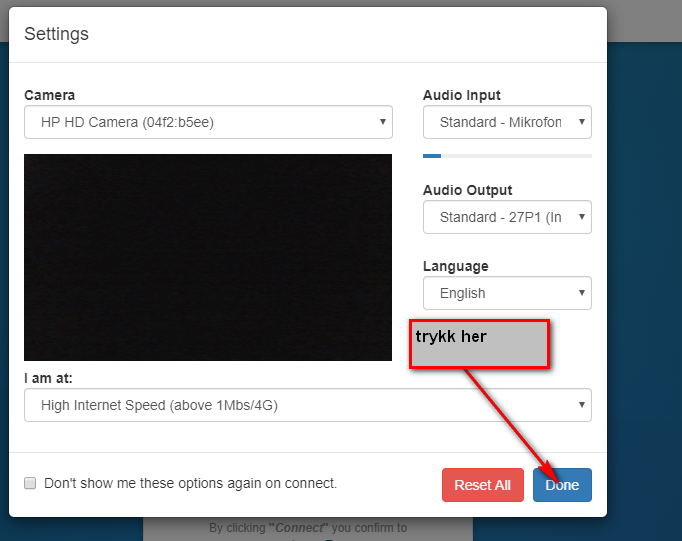 Settings
Camera
HP HD Camera (04f2:b5ee)
Audio Input
Standard - Mikrofon
Audio Output
Standard - 27P1 (In
Language
English
trykk her
I am at:
High Internet Speed (above 1Mbs/4G)
Don't show me these options again on connect.
Reset All
Done
By clicking "Connect" you confirm to